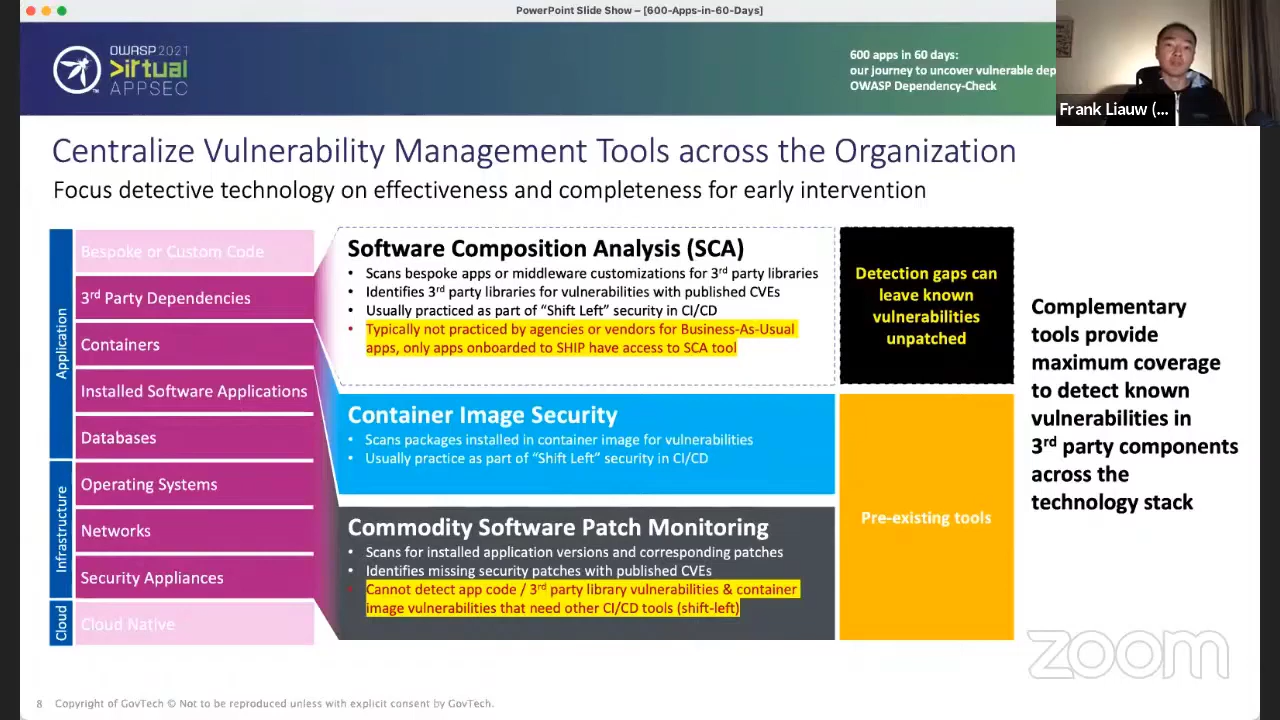 PowerPoint Slide Show – [600-Apps-in-60-Days]
OWASP 2021
Virtual
APPSEC
600 apps in 60 days:
our journey to uncover vulnerable dep
OWASP Dependency-Check
Frank Liauw (...
Centralize Vulnerability Management Tools across the Organization
Focus detective technology on effectiveness and completeness for early intervention
Application
Bespoke or Custom Code
3rd Party Dependencies
Containers
Installed Software Applications
Databases
Infrastructure
Operating Systems
Networks
Security Appliances
Cloud
Cloud Native
Software Composition Analysis (SCA)
• Scans bespoke apps or middleware customizations for 3rd party libraries
• Identifies 3rd party libraries for vulnerabilities with published CVEs
• Usually practiced as part of “Shift Left” security in CI/CD
• Typically not practiced by agencies or vendors for Business-As-Usual
apps, only apps onboarded to SHIP have access to SCA tool
Container Image Security
• Scans packages installed in container image for vulnerabilities
• Usually practice as part of “Shift Left” security in CI/CD
Commodity Software Patch Monitoring
• Scans for installed application versions and corresponding patches
• Identifies missing security patches with published CVEs
• Cannot detect app code / 3rd party library vulnerabilities & container
image vulnerabilities that need other CI/CD tools (shift-left)
Detection gaps can
leave known
vulnerabilities
unpatched
Pre-existing tools
Complementary
tools provide
maximum coverage
to detect known
vulnerabilities in
3rd party components
across the
technology stack
zoom
8 Copyright of GovTech © Not to be reproduced unless with explicit consent by GovTech.